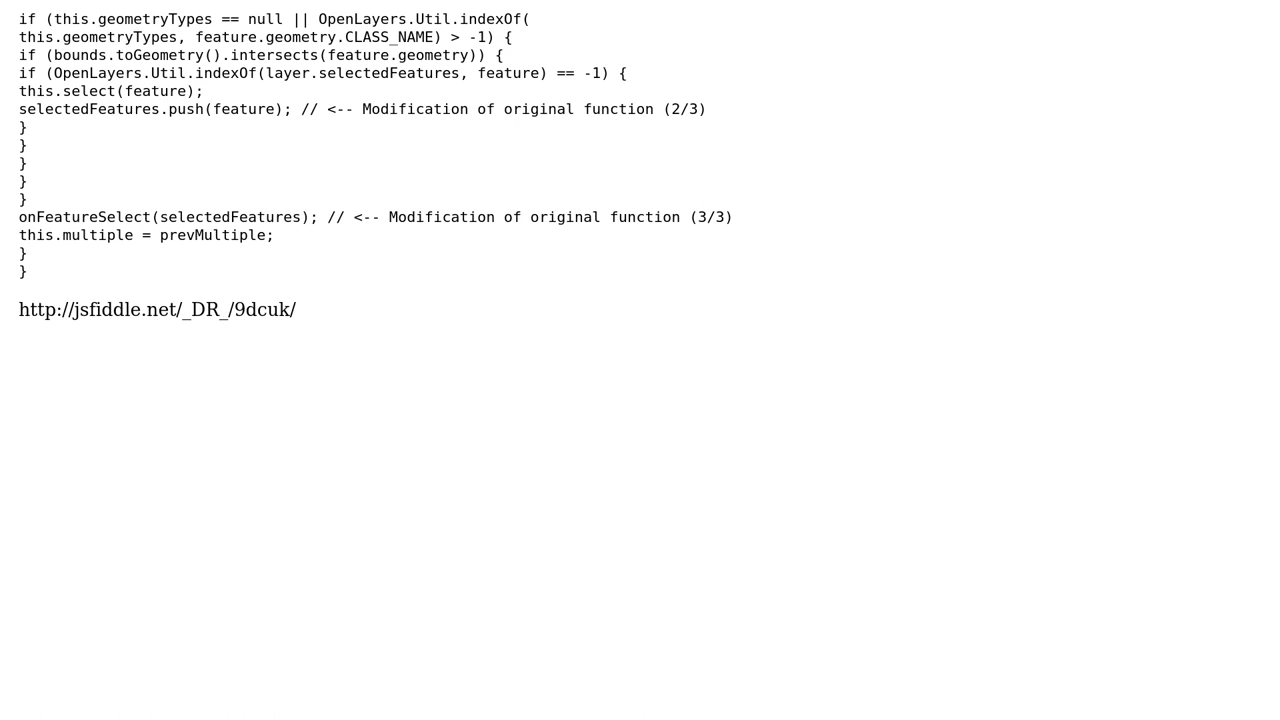 if (this.geometryTypes == null || OpenLayers.Util.indexOf(
this.geometryTypes, feature.geometry.CLASS_NAME) > -1) {
if (bounds.toGeometry().intersects(feature.geometry)) {
if (OpenLayers.Util.indexOf(layer.selectedFeatures, feature) == -1) {
this.select(feature);
selectedFeatures.push(feature); // <-- Modification of original function (2/3)
}
}
}
}
}
onFeatureSelect(selectedFeatures); // <-- Modification of original function (3/3)
this.multiple = prevMultiple;
}
}
http://jsfiddle.net/_DR_/9dcuk/